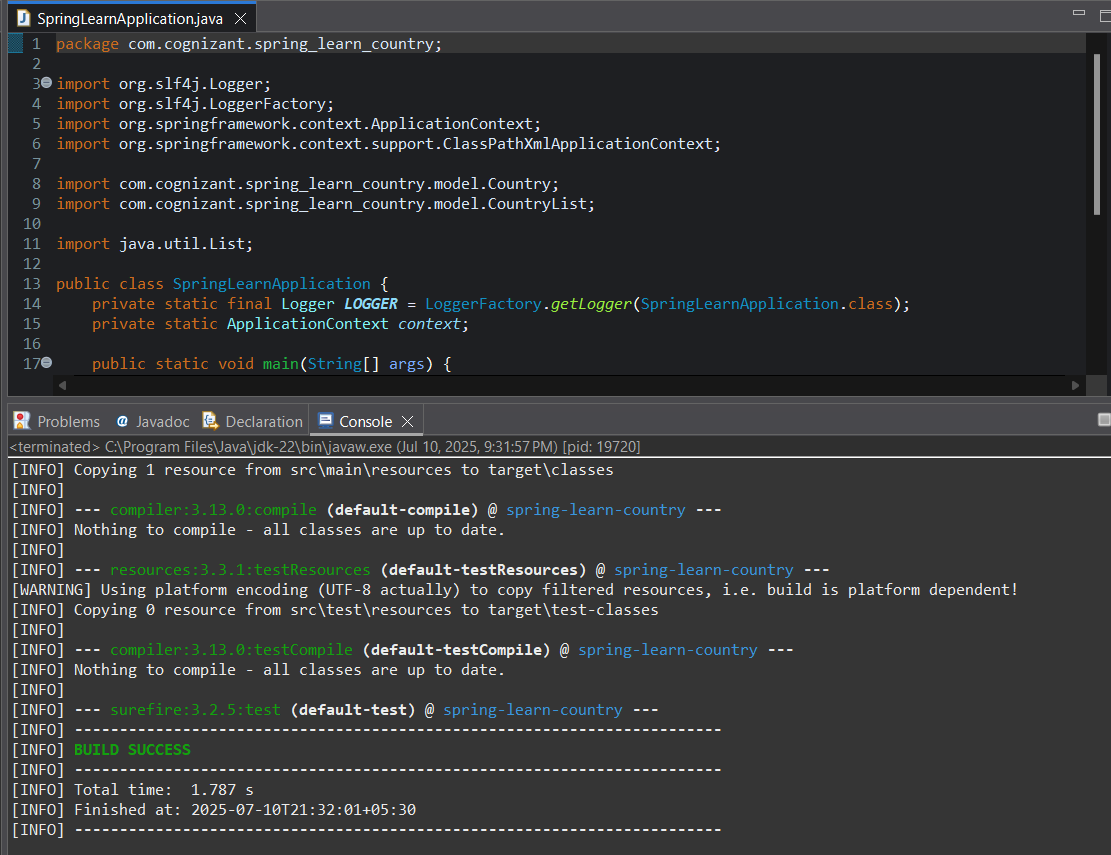 SpringLearnApplication.java
1 package com.cognizant.spring_learn_country;
2
3 import org.slf4j.Logger;
4 import org.slf4j.LoggerFactory;
5 import org.springframework.context.ApplicationContext;
6 import org.springframework.context.support.ClassPathXmlApplicationContext;
7
8 import com.cognizant.spring_learn_country.model.Country;
9 import com.cognizant.spring_learn_country.model.CountryList;
10
11 import java.util.List;
12
13 public class SpringLearnApplication {
14     private static final Logger LOGGER = LoggerFactory.getLogger(SpringLearnApplication.class);
15     private static ApplicationContext context;
16
17     public static void main(String[] args) {
Problems @ Javadoc Declaration Console
<terminated> C:\Program Files\Java\jdk-22\bin\javaw.exe (Jul 10, 2025, 9:31:57 PM) [pid: 19720]
[INFO] Copying 1 resource from src\main\resources to target\classes
[INFO]
[INFO] --- compiler:3.13.0:compile (default-compile) @ spring-learn-country ---
[INFO] Nothing to compile - all classes are up to date.
[INFO]
[INFO] --- resources:3.3.1:testResources (default-testResources) @ spring-learn-country ---
[WARNING] Using platform encoding (UTF-8 actually) to copy filtered resources, i.e. build is platform dependent!
[INFO] Copying 0 resource from src\test\resources to target\test-classes
[INFO]
[INFO] --- compiler:3.13.0:testCompile (default-testCompile) @ spring-learn-country ---
[INFO] Nothing to compile - all classes are up to date.
[INFO]
[INFO] --- surefire:3.2.5:test (default-test) @ spring-learn-country ---
[INFO] ------------------------------------------------------------------------
[INFO] BUILD SUCCESS
[INFO] ------------------------------------------------------------------------
[INFO] Total time:  1.787 s
[INFO] Finished at: 2025-07-10T21:32:01+05:30
[INFO] ------------------------------------------------------------------------